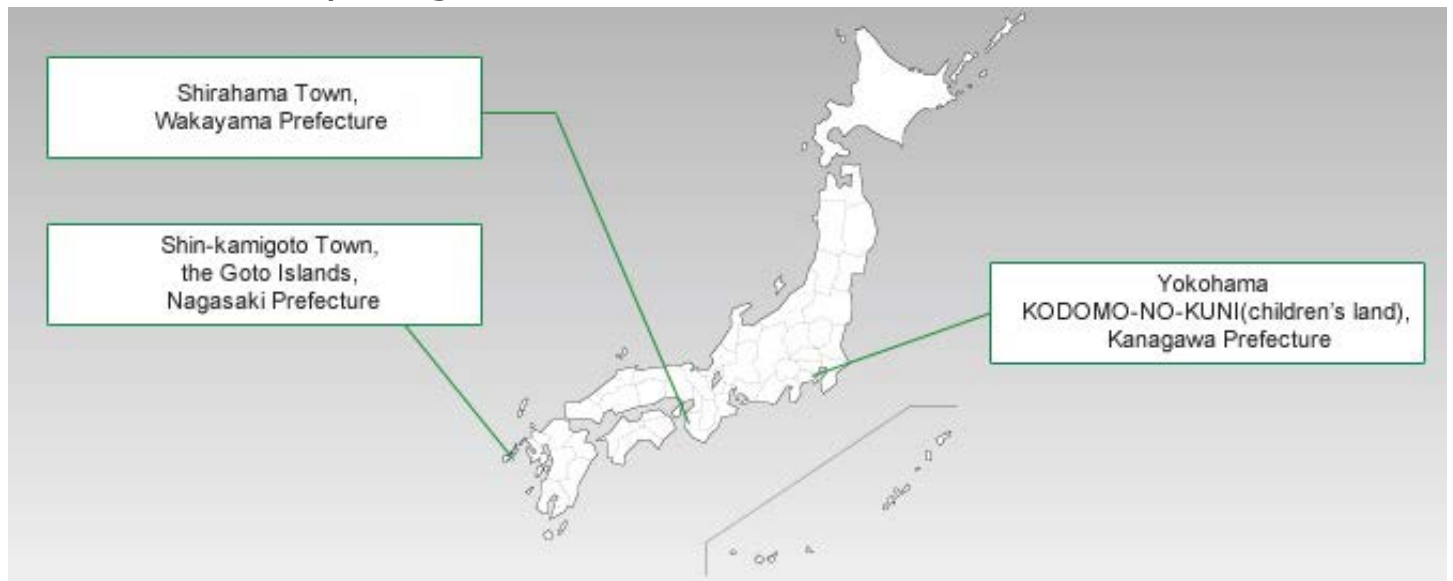 Shirahama Town,
Wakayama Prefecture
Shin-kamigoto Town,
the Goto Islands,
Nagasaki Prefecture
Yokohama
KODOMO-NO-KUNI(children's land),
Kanagawa Prefecture